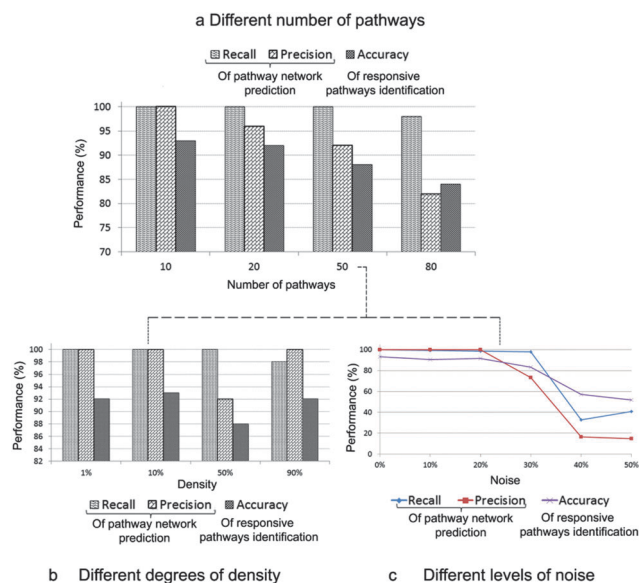 a Different number of pathways
Recall Precision Accuracy
Of pathway network prediction
Of responsive pathways identification
Performance (%)
100
95
90
85
80
75
70
10 20 50 80
Number of pathways
Performance (%)
100
98
96
94
92
90
88
86
84
82
1% 10% 50% 90%
Density
Recall Precision Accuracy
Of pathway network prediction
Of responsive pathways identification
b Different degrees of density
Performance (%)
100
80
60
40
20
0
0% 10% 20% 30% 40% 50%
Noise
Recall Precision Accuracy
Of pathway network prediction
Of responsive pathways identification
c Different levels of noise